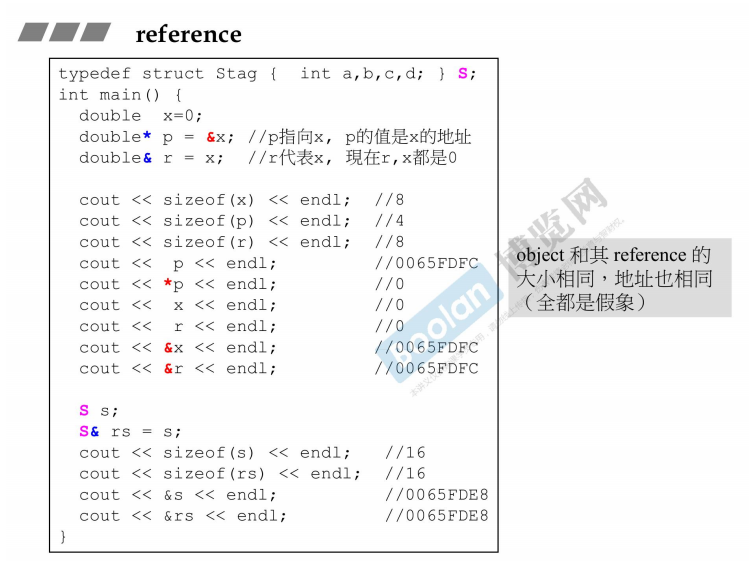 reference
typedef struct Stag {  int a,b,c,d; } S;
int main() {
  double  x=0;
  double* p = &x; //p指向x, p的值是x的地址
  double& r = x;  //r代表x, 現在r,x都是0

  cout << sizeof(x) << endl;  //8
  cout << sizeof(p) << endl;  //4
  cout << sizeof(r) << endl;  //8
  cout <<  p << endl;         //0065FDFC
  cout << *p << endl;         //0
  cout <<  x << endl;         //0
  cout <<  r << endl;         //0
  cout << &x << endl;         //0065FDFC
  cout << &r << endl;         //0065FDFC

  S s;
  S& rs = s;
  cout << sizeof(s) << endl;   //16
  cout << sizeof(rs) << endl;  //16
  cout << &s << endl;          //0065FDE8
  cout << &rs << endl;         //0065FDE8
}
object 和其 reference 的
大小相同，地址也相同
（全都是假象）
Boolan 博览网